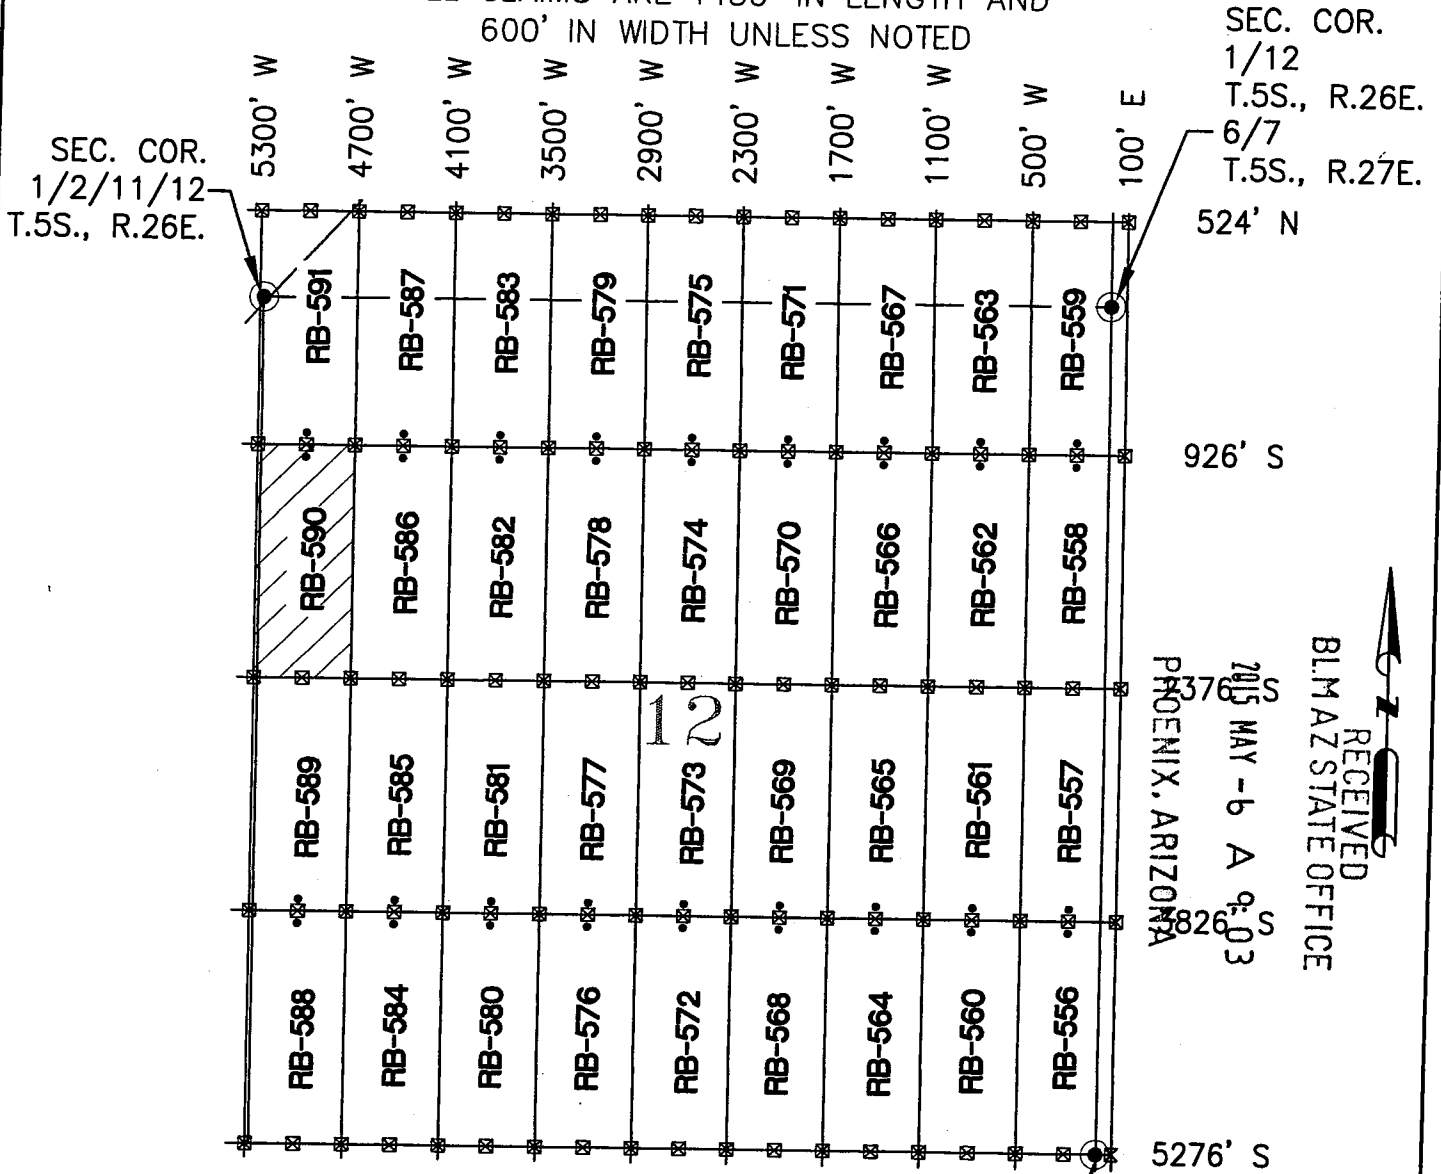 600' IN WIDTH UNLESS NOTED
SEC. COR.
1/12
T.5S., R.26E.
6/7
T.5S., R.27E.
SEC. COR.
1/2/11/12
T.5S., R.26E.
5300' W
4700' W
4100' W
3500' W
2900' W
2300' W
1700' W
1100' W
500' W
100' E
524' N
RB-591
RB-587
RB-583
RB-579
RB-575
RB-571
RB-567
RB-563
RB-559
926' S
RB-590
RB-586
RB-582
RB-578
RB-574
RB-570
RB-566
RB-562
RB-558
2376' S
12
RB-589
RB-585
RB-581
RB-577
RB-573
RB-569
RB-565
RB-561
RB-557
3826' S
RB-588
RB-584
RB-580
RB-576
RB-572
RB-568
RB-564
RB-560
RB-556
5276' S
N
RECEIVED
BLM AZ STATE OFFICE
2015 MAY -6 A 9:03
PHOENIX, ARIZONA